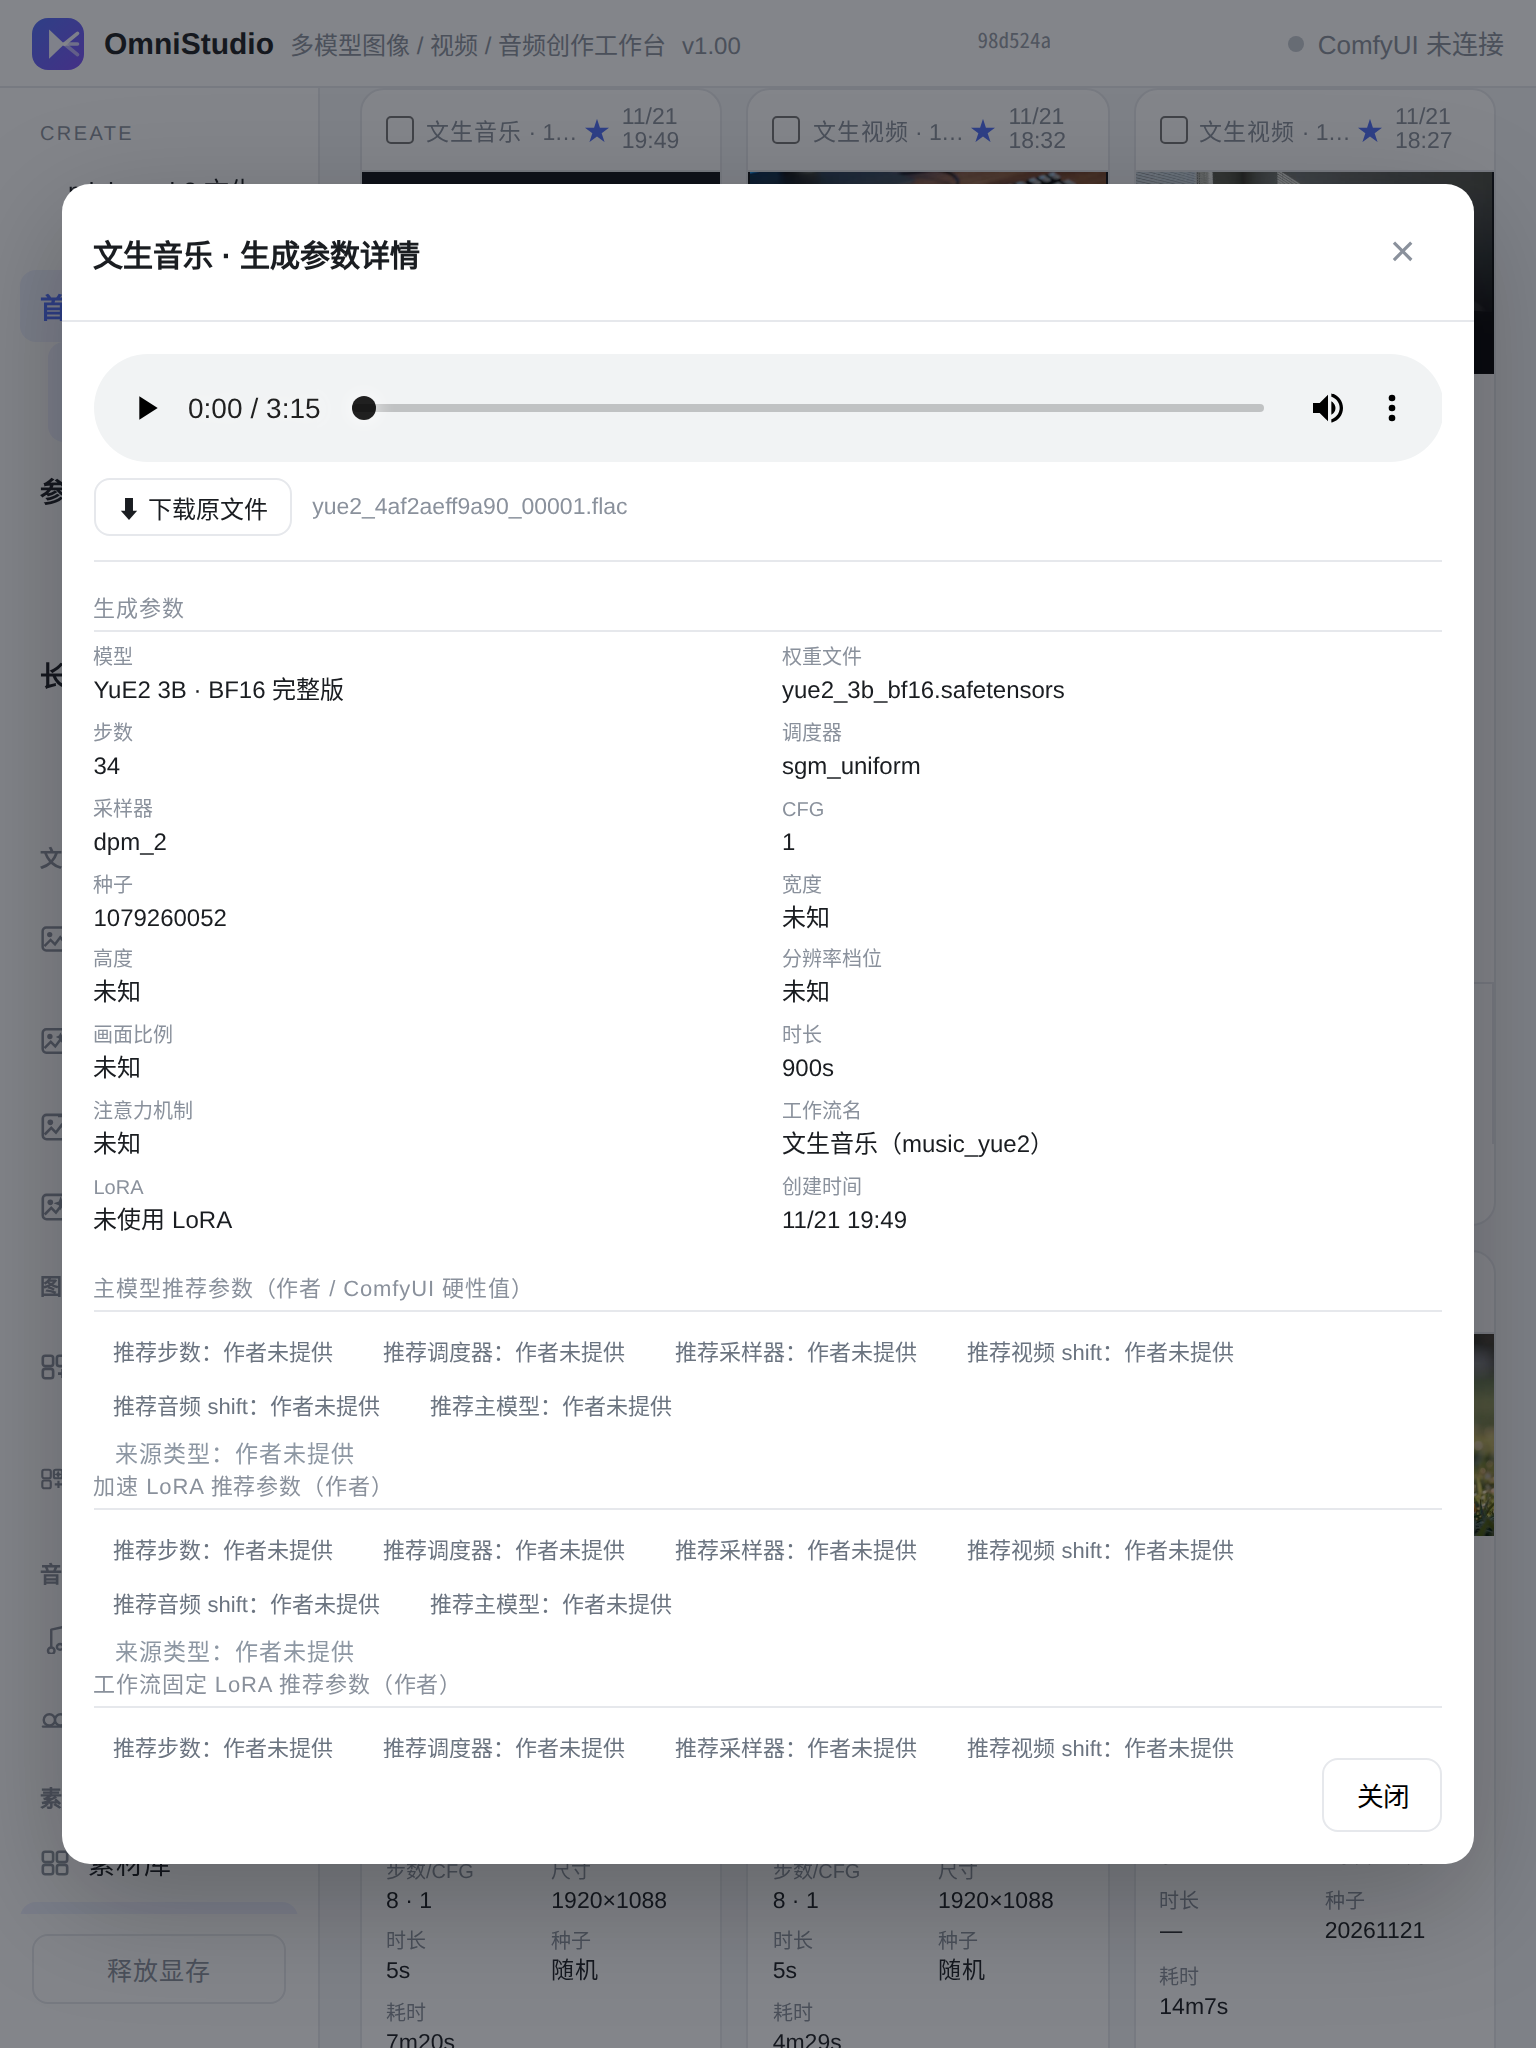 OmniStudio 多模型图像 / 视频 / 音频创作工作台 v1.00 98d524a ComfyUI 未连接
CREATE
文生音乐 · 1... ★ 11/21 19:49
文生视频 · 1... ★ 11/21 18:32
文生视频 · 1... ★ 11/21 18:27
文生音乐 · 生成参数详情
×
首
0:00 / 3:15
参
下载原文件 yue2_4af2aeff9a90_00001.flac
生成参数
模型 权重文件
YuE2 3B · BF16 完整版 yue2_3b_bf16.safetensors
长
步数 调度器
34 sgm_uniform
采样器 CFG
dpm_2 1
文
种子 宽度
1079260052 未知
高度 分辨率档位
未知 未知
画面比例 时长
未知 900s
注意力机制 工作流名
未知 文生音乐（music_yue2）
LoRA 创建时间
未使用 LoRA 11/21 19:49
图
主模型推荐参数（作者 / ComfyUI 硬性值）
推荐步数：作者未提供 推荐调度器：作者未提供 推荐采样器：作者未提供 推荐视频 shift：作者未提供
推荐音频 shift：作者未提供 推荐主模型：作者未提供
来源类型：作者未提供
加速 LoRA 推荐参数（作者）
推荐步数：作者未提供 推荐调度器：作者未提供 推荐采样器：作者未提供 推荐视频 shift：作者未提供
音
推荐音频 shift：作者未提供 推荐主模型：作者未提供
来源类型：作者未提供
工作流固定 LoRA 推荐参数（作者）
推荐步数：作者未提供 推荐调度器：作者未提供 推荐采样器：作者未提供 推荐视频 shift：作者未提供
素
关闭
素材库
步数/CFG 尺寸 步数/CFG 尺寸
8 · 1 1920×1088 8 · 1 1920×1088
时长 种子
— 20261121
时长 种子 时长 种子
5s 随机 5s 随机
释放显存
耗时
14m7s
耗时 耗时
7m20s 4m29s